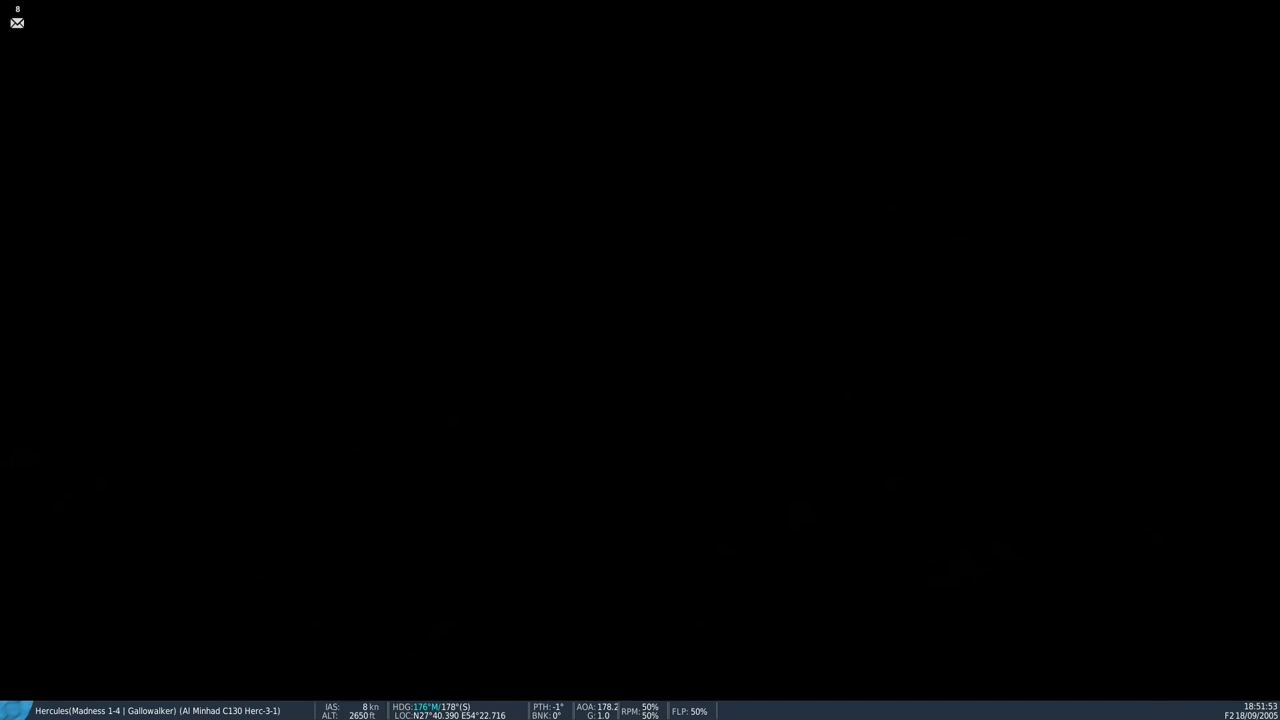 8
Hercules(Madness 1-4 | Gallowalker) (Al Minhad C130 Herc-3-1)
IAS: 8 kn
ALT: 2650 ft
HDG:176°M/178°(S)
LOC:N27°40.390 E54°22.716
PTH: -1°
BNK: 0°
AOA: 178.2
G: 1.0
RPM: 50%
50%
FLP: 50%
18:51:53
F2 18/09/2005